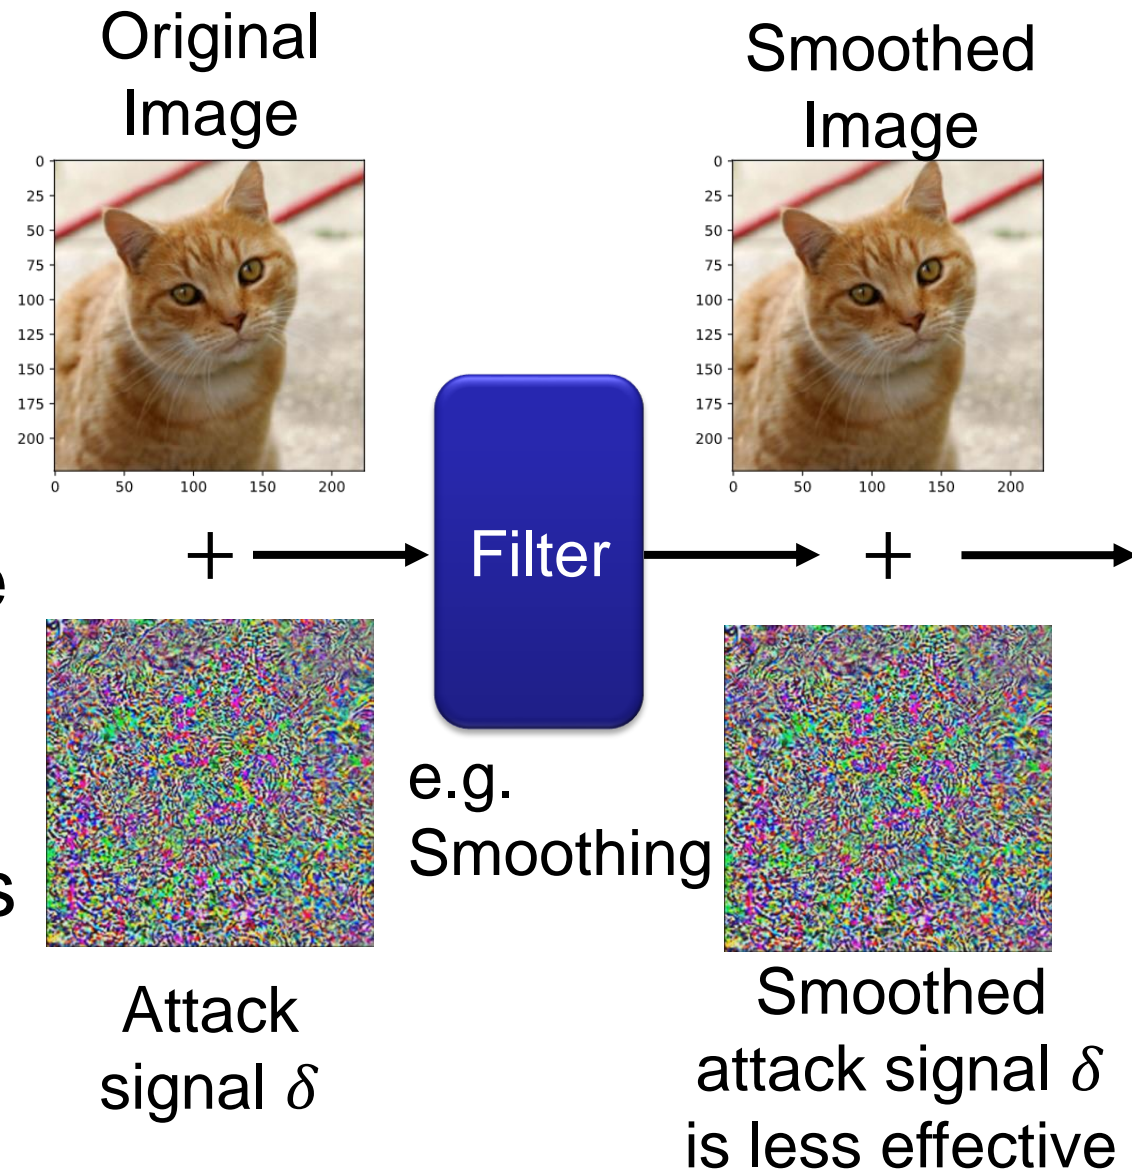 Original
Image
Smoothed
Image
0
25
50
75
100
125
150
175
200
0 50 100 150 200
0
25
50
75
100
125
150
175
200
0 50 100 150 200
+
Filter
+
e
e.g.
Smoothing
s
Attack
signal δ
Smoothed
attack signal δ
is less effective